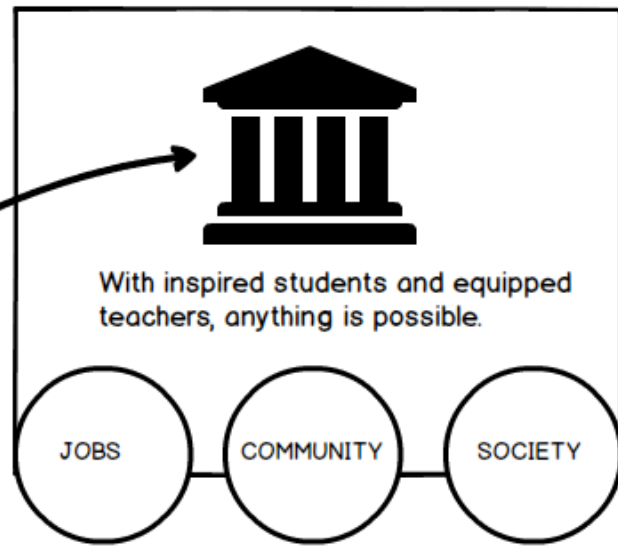 With inspired students and equipped
teachers, anything is possible.
JOBS
COMMUNITY
SOCIETY